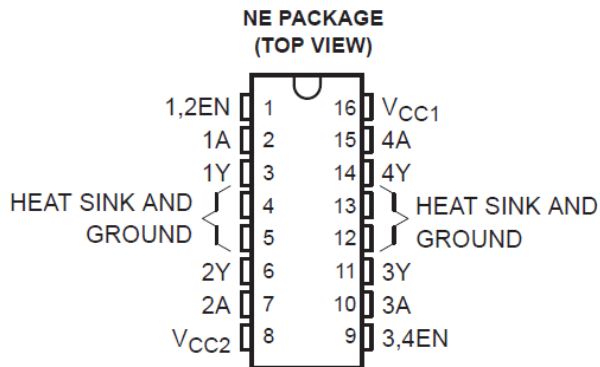 NE PACKAGE
(TOP VIEW)
1,2EN 1 16 VCC1
1A 2 15 4A
1Y 3 14 4Y
HEAT SINK AND 4 13 HEAT SINK AND
GROUND 5 12 GROUND
2Y 6 11 3Y
2A 7 10 3A
VCC2 8 9 3,4EN